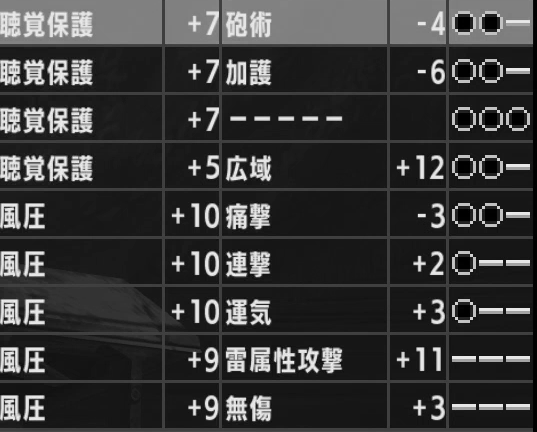 聴覚保護 +7 砲術 -4 ○○―
聴覚保護 +7 加護 -6 ○○―
聴覚保護 +7 ----- ○○○
聴覚保護 +5 広域 +12 ○○―
風圧 +10 痛撃 -3 ○○―
風圧 +10 連撃 +2 ○――
風圧 +10 運気 +3 ○――
風圧 +9 雷属性攻撃 +11 ―――
風圧 +9 無傷 +3 ―――